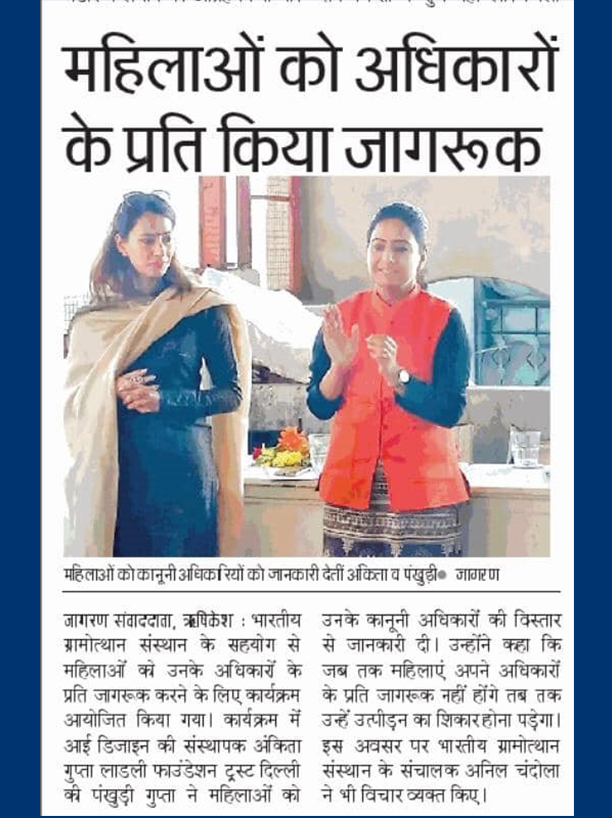 महिलाओं को अधिकारों
के प्रति किया जागरूक
महिलाओं को कानूनी अधिकारियों को जानकारी देतीं अंकिता व पंखुड़ी● जागरण
जागरण संवाददाता, ऋषिकेश : भारतीय
ग्रामोत्थान संस्थान के सहयोग से
महिलाओं को उनके अधिकारों के
प्रति जागरूक करने के लिए कार्यक्रम
आयोजित किया गया। कार्यक्रम में
आई डिजाइन की संस्थापक अंकिता
गुप्ता लाडली फाउंडेशन ट्रस्ट दिल्ली
की पंखुड़ी गुप्ता ने महिलाओं को
उनके कानूनी अधिकारों की विस्तार
से जानकारी दी। उन्होंने कहा कि
जब तक महिलाएं अपने अधिकारों
के प्रति जागरूक नहीं होंगे तब तक
उन्हें उत्पीड़न का शिकार होना पड़ेगा।
इस अवसर पर भारतीय ग्रामोत्थान
संस्थान के संचालक अनिल चंदोला
ने भी विचार व्यक्त किए।